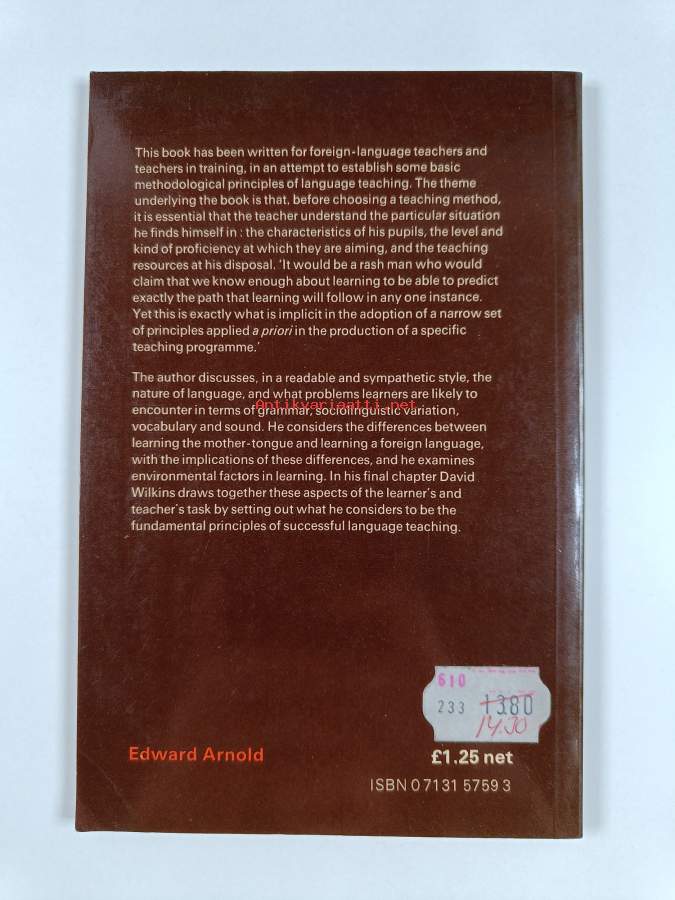 This book has been written for foreign-language teachers and
teachers in training, in an attempt to establish some basic
methodological principles of language teaching. The theme
underlying the book is that, before choosing a teaching method,
it is essential that the teacher understand the particular situation
he finds himself in : the characteristics of his pupils, the level and
kind of proficiency at which they are aiming, and the teaching
resources at his disposal. 'It would be a rash man who would
claim that we know enough about learning to be able to predict
exactly the path that learning will follow in any one instance.
Yet this is exactly what is implicit in the adoption of a narrow set
of principles applied a priori in the production of a specific
teaching programme.'
The author discusses, in a readable and sympathetic style, the
nature of language, and what problems learners are likely to
Antikvariaatti.net
encounter in terms of grammar, sociolinguistic variation,
vocabulary and sound. He considers the differences between
learning the mother-tongue and learning a foreign language,
with the implications of these differences, and he examines
environmental factors in learning. In his final chapter David
Wilkins draws together these aspects of the learner's and
teacher's task by setting out what he considers to be the
fundamental principles of successful language teaching.
610
233 13.80
14.30
Edward Arnold
£1.25 net
ISBN 0 7131 5759 3